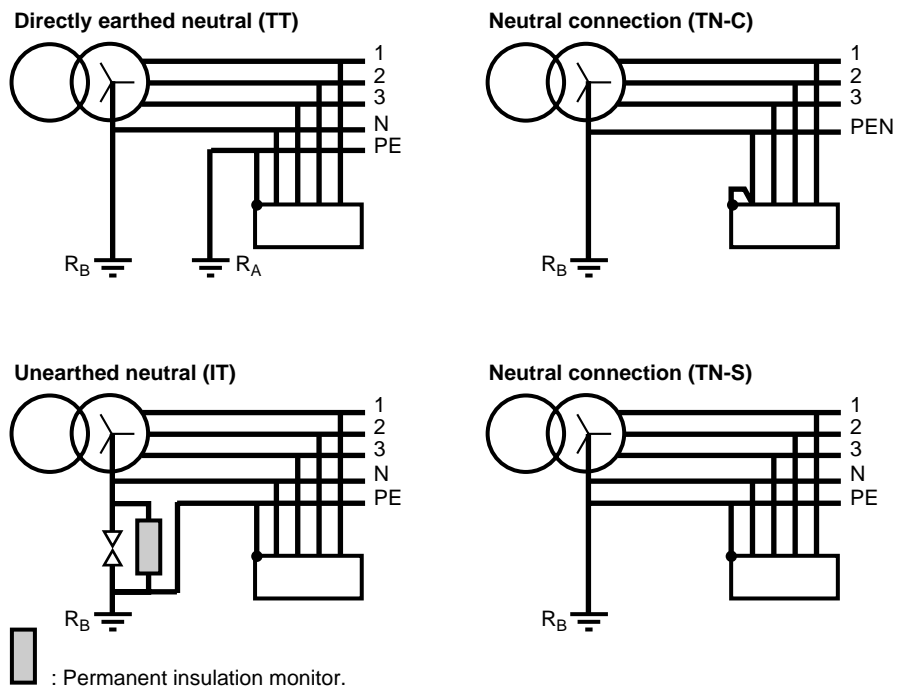 Directly earthed neutral (TT)
1
2
3
N
PE
RB
RA
Neutral connection (TN-C)
1
2
3
PEN
RB
Unearthed neutral (IT)
1
2
3
N
PE
RB
: Permanent insulation monitor.
Neutral connection (TN-S)
1
2
3
N
PE
RB